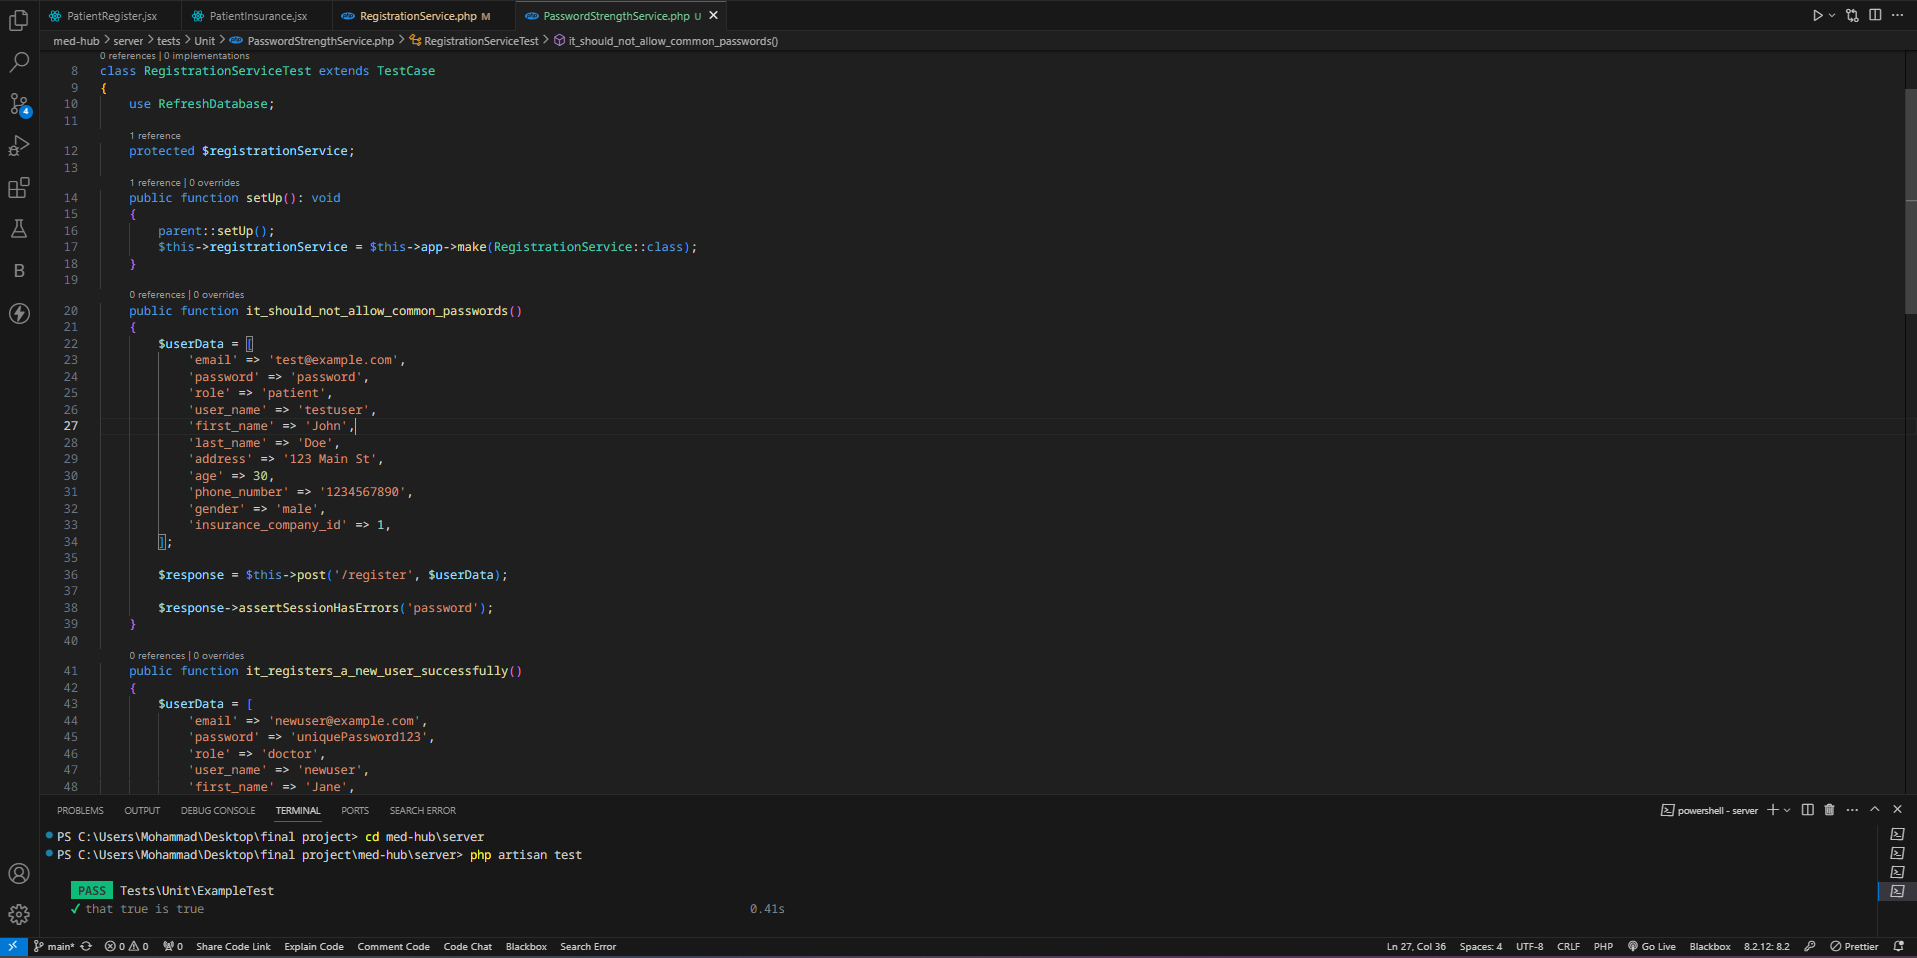 PatientRegister.jsx PatientInsurance.jsx RegistrationService.php M PasswordStrengthService.php U
med-hub > server > tests > Unit > PasswordStrengthService.php > RegistrationServiceTest > it_should_not_allow_common_passwords()
0 references | 0 implementations
8 class RegistrationServiceTest extends TestCase
9 {
10 use RefreshDatabase;
11
1 reference
12 protected $registrationService;
13
1 reference | 0 overrides
14 public function setUp(): void
15 {
16 parent::setUp();
17 $this->registrationService = $this->app->make(RegistrationService::class);
18 }
19
0 references | 0 overrides
20 public function it_should_not_allow_common_passwords()
21 {
22 $userData = [
23 'email' => 'test@example.com',
24 'password' => 'password',
25 'role' => 'patient',
26 'user_name' => 'testuser',
27 'first_name' => 'John',
28 'last_name' => 'Doe',
29 'address' => '123 Main St',
30 'age' => 30,
31 'phone_number' => '1234567890',
32 'gender' => 'male',
33 'insurance_company_id' => 1,
34 ];
35
36 $response = $this->post('/register', $userData);
37
38 $response->assertSessionHasErrors('password');
39 }
40
0 references | 0 overrides
41 public function it_registers_a_new_user_successfully()
42 {
43 $userData = [
44 'email' => 'newuser@example.com',
45 'password' => 'uniquePassword123',
46 'role' => 'doctor',
47 'user_name' => 'newuser',
48 'first_name' => 'Jane',
PROBLEMS OUTPUT DEBUG CONSOLE TERMINAL PORTS SEARCH ERROR powershell - server
PS C:\Users\Mohammad\Desktop\final project> cd med-hub\server
PS C:\Users\Mohammad\Desktop\final project\med-hub\server> php artisan test
PASS Tests\Unit\ExampleTest
✓ that true is true 0.41s
main* 0 0 0 Share Code Link Explain Code Comment Code Code Chat Blackbox Search Error Ln 27, Col 36 Spaces: 4 UTF-8 CRLF PHP Go Live Blackbox 8.2.12: 8.2 Prettier
4
B